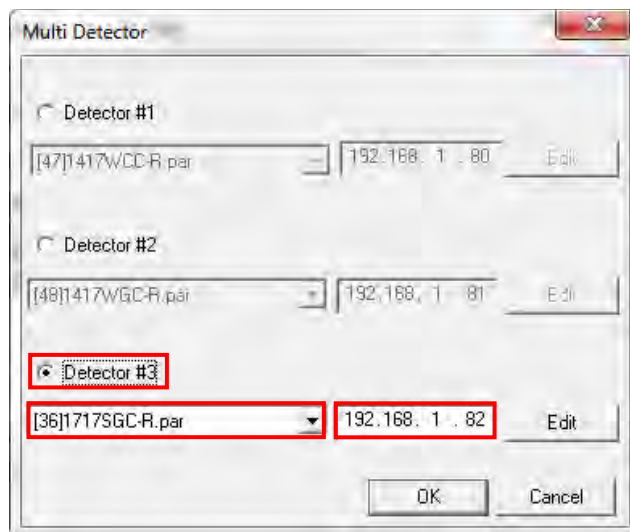 Multi Detector
Detector #1
[47]1417WCC-R.par 192.168. 1 . 80 Edit
Detector #2
[48]1417WGC-R.par 192.168. 1 . 81 Edit
Detector #3
[36]1717SGC-R.par 192.168. 1 . 82 Edit
OK Cancel